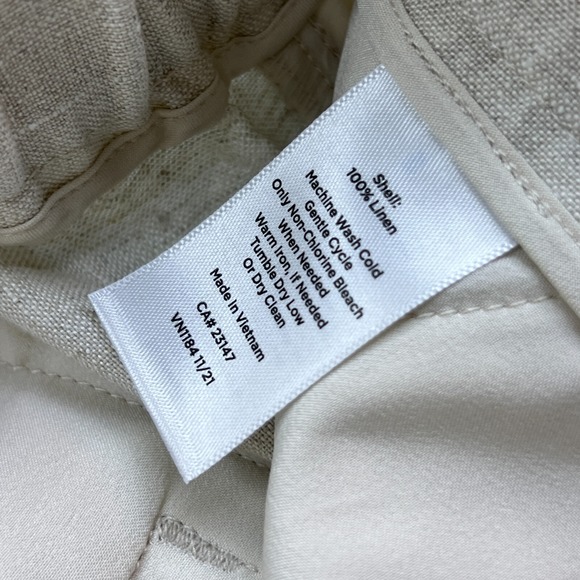 Shell:
100% Linen
Machine Wash Cold
Gentle Cycle
Only Non-Chlorine Bleach
When Needed
Warm Iron, if Needed
Tumble Dry Low
Or Dry Clean
Made In Vietnam
CA# 23147
VN1184 11/21